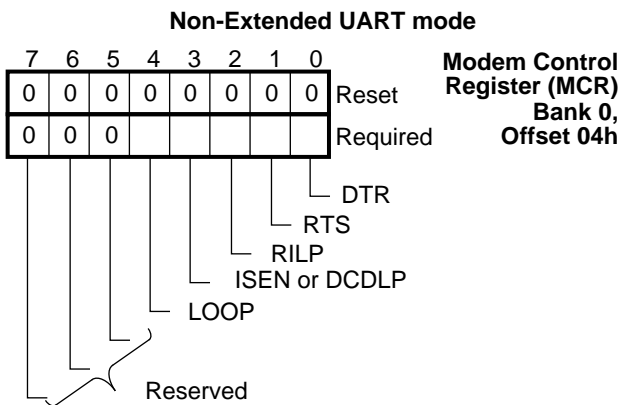 Non-Extended UART mode
7 6 5 4 3 2 1 0
Modem Control
Register (MCR)
Bank 0,
Offset 04h
0 0 0 0 0 0 0 0 Reset
0 0 0 Required
DTR
RTS
RILP
ISEN or DCDLP
LOOP
Reserved